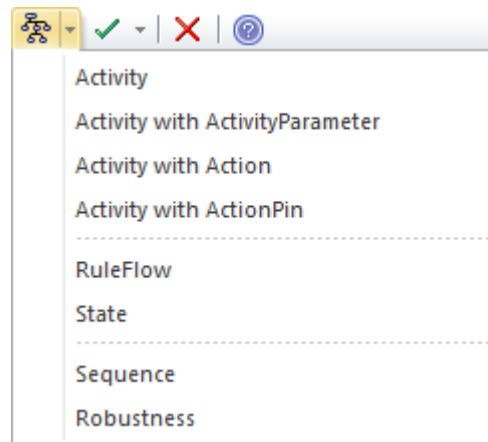 Activity
Activity with ActivityParameter
Activity with Action
Activity with ActionPin
RuleFlow
State
Sequence
Robustness